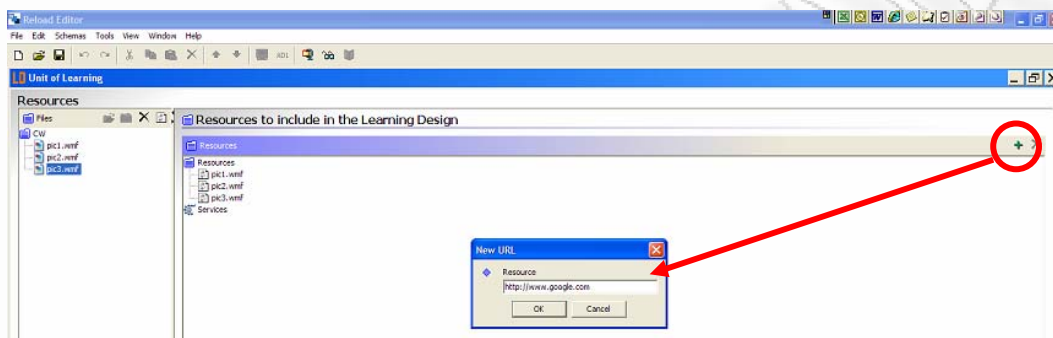 Reload Editor
File Edit Schemas Tools View Window Help
Unit of Learning
Resources
Files
CW
pic1.wmf
pic2.wmf
pic3.wmf
Resources to include in the Learning Design
Resources
Resources
pic1.wmf
pic2.wmf
pic3.wmf
Services
New URL
Resource
http://www.google.com
OK Cancel